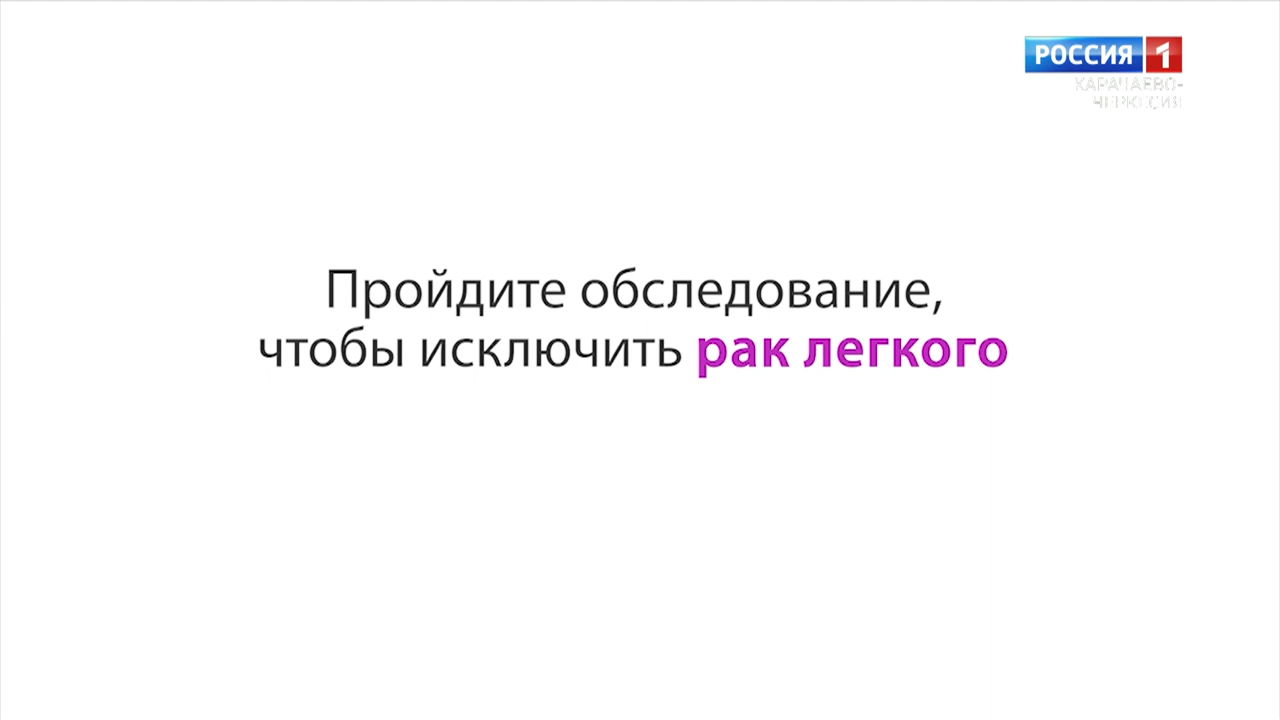 РОССИЯ 1
КАРАЧАЕВО-
ЧЕРКЕСИЯ
Пройдите обследование,
чтобы исключить рак легкого